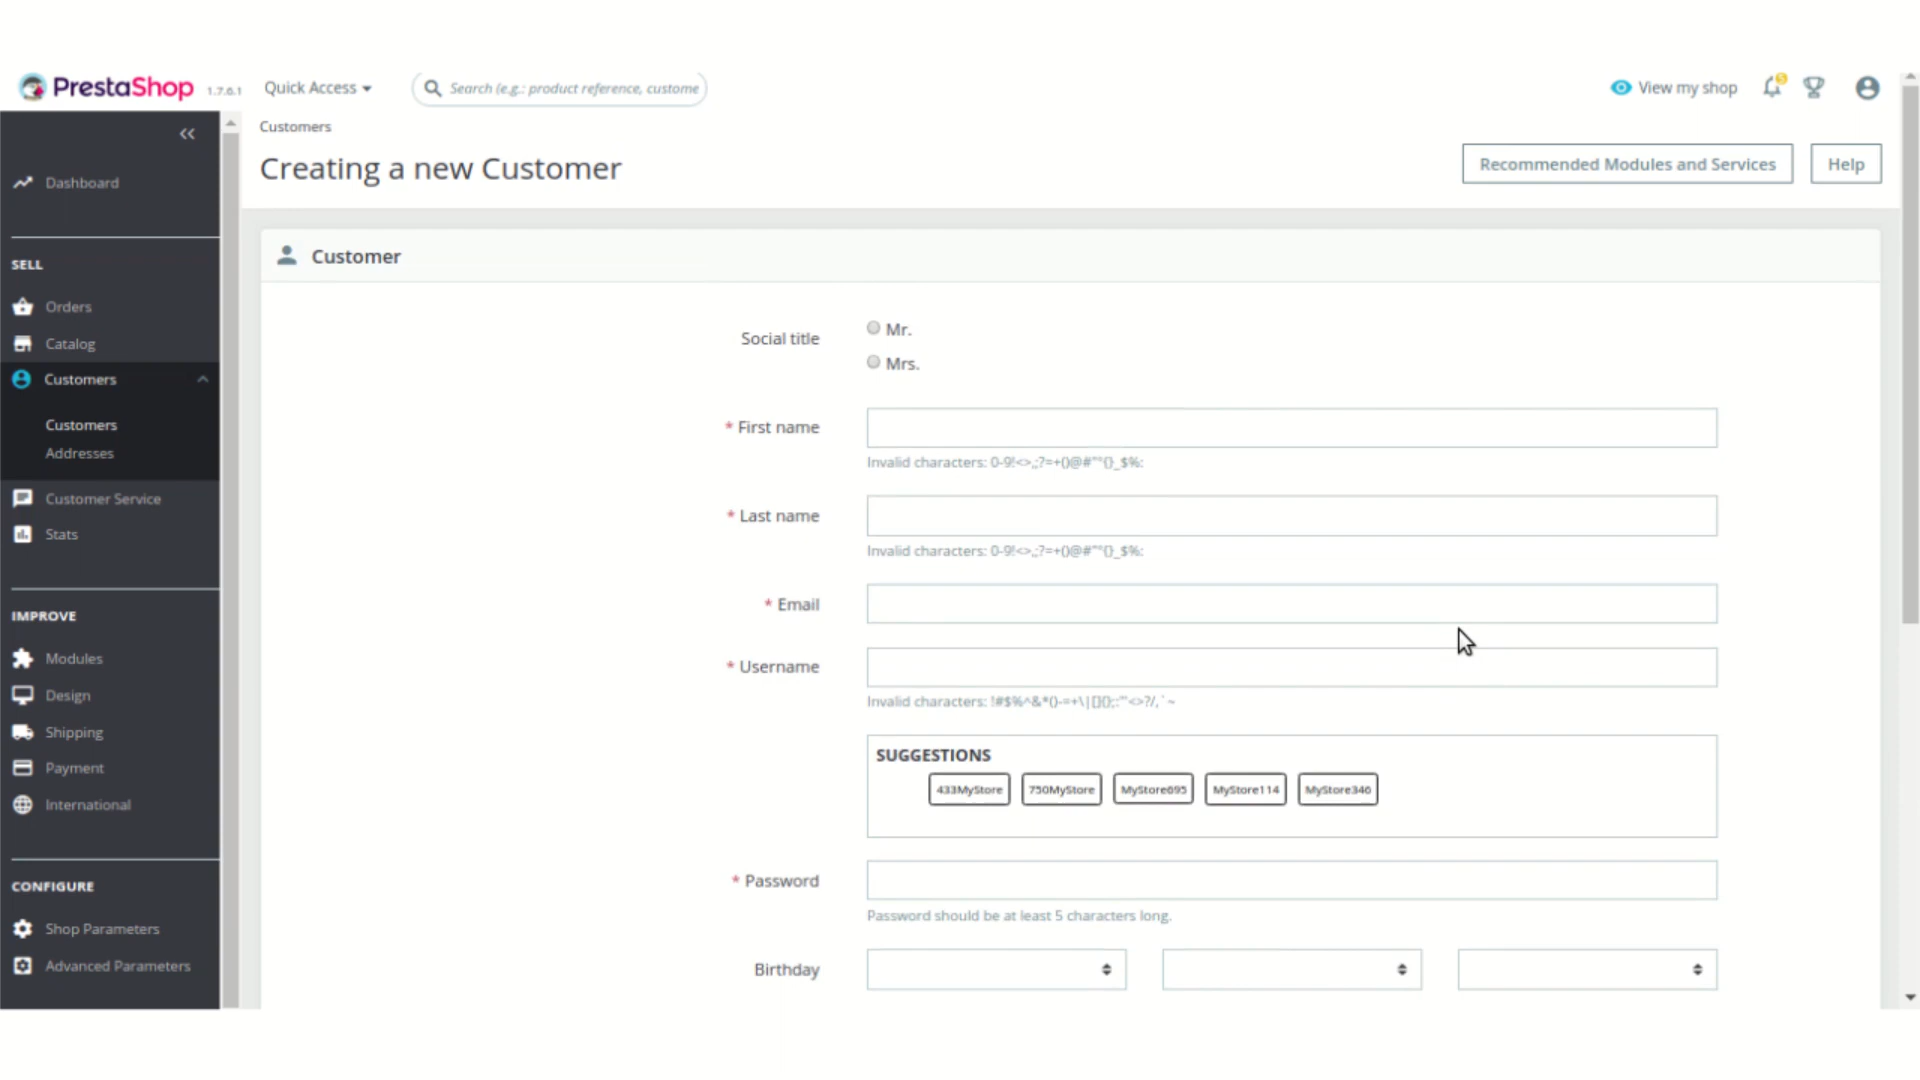 PrestaShop 1.7.6.1 Quick Access Search (e.g.: product reference, custome View my shop 5
Customers
Creating a new Customer
Recommended Modules and Services Help
Dashboard
SELL
Orders
Catalog
Customers
Customers
Addresses
Customer Service
Stats
IMPROVE
Modules
Design
Shipping
Payment
International
CONFIGURE
Shop Parameters
Advanced Parameters
Customer
Social title
Mr.
Mrs.
* First name
Invalid characters: 0-9!<>,;?=+()@#"°{}_$%:
* Last name
Invalid characters: 0-9!<>,;?=+()@#"°{}_$%:
* Email
* Username
Invalid characters: !#$%^&*()-=+\|[]{};:'"<>?/,`~
SUGGESTIONS
433MyStore 750MyStore MyStore695 MyStore114 MyStore346
* Password
Password should be at least 5 characters long.
Birthday